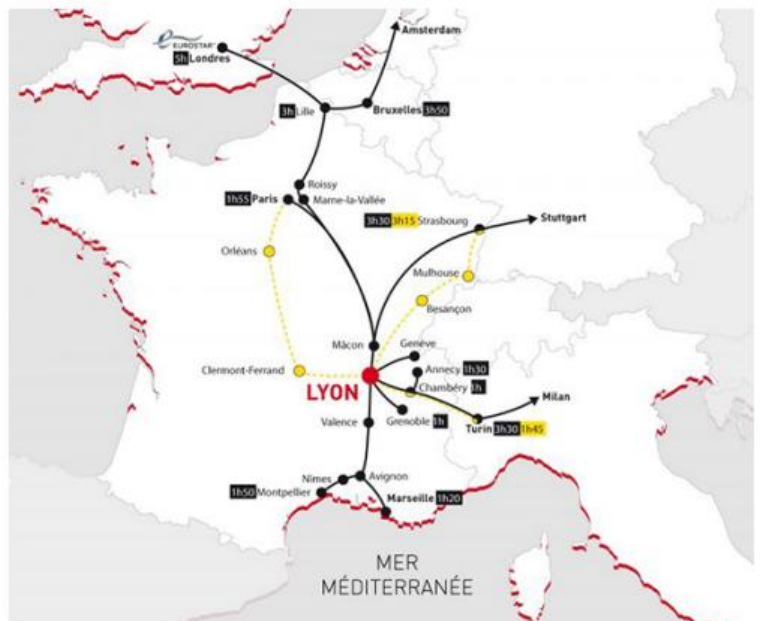 Amsterdam
EUROSTAR
5h Londres
3h Lille
Bruxelles 3h50
Roissy
1h55 Paris
Marne-la-Vallée
3h30 3h15 Strasbourg
Stuttgart
Orléans
Mulhouse
Besançon
Mâcon
Genève
Clermont-Ferrand
Annecy 1h30
LYON
Chambéry 1h
Milan
Valence
Grenoble 1h
Turin 3h30 1h45
Nimes
Avignon
1h50 Montpellier
Marseille 1h20
MER
MÉDITERRANÉE